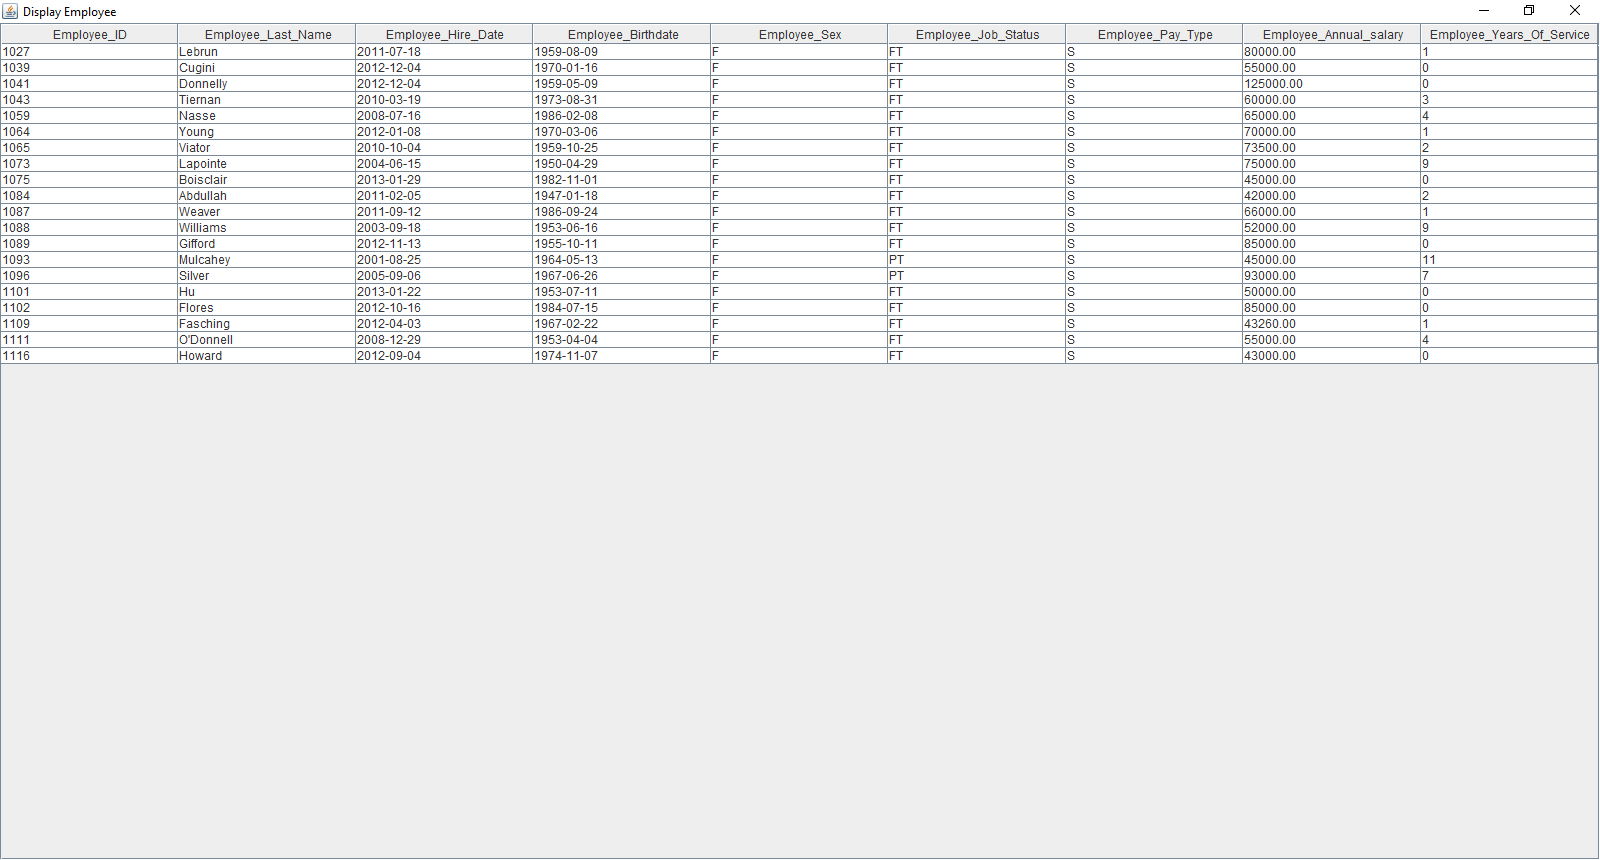 Display Employee
Employee_ID Employee_Last_Name Employee_Hire_Date Employee_Birthdate Employee_Sex Employee_Job_Status Employee_Pay_Type Employee_Annual_salary Employee_Years_Of_Service
1027 Lebrun 2011-07-18 1959-08-09 F FT S 80000.00 1
1039 Cugini 2012-12-04 1970-01-16 F FT S 55000.00 0
1041 Donnelly 2012-12-04 1959-05-09 F FT S 125000.00 0
1043 Tiernan 2010-03-19 1973-08-31 F FT S 60000.00 3
1059 Nasse 2008-07-16 1986-02-08 F FT S 65000.00 4
1064 Young 2012-01-08 1970-03-06 F FT S 70000.00 1
1065 Viator 2010-10-04 1959-10-25 F FT S 73500.00 2
1073 Lapointe 2004-06-15 1950-04-29 F FT S 75000.00 9
1075 Boisclair 2013-01-29 1982-11-01 F FT S 45000.00 0
1084 Abdullah 2011-02-05 1947-01-18 F FT S 42000.00 2
1087 Weaver 2011-09-12 1986-09-24 F FT S 66000.00 1
1088 Williams 2003-09-18 1953-06-16 F FT S 52000.00 9
1089 Gifford 2012-11-13 1955-10-11 F FT S 85000.00 0
1093 Mulcahey 2001-08-25 1964-05-13 F PT S 45000.00 11
1096 Silver 2005-09-06 1967-06-26 F PT S 93000.00 7
1101 Hu 2013-01-22 1953-07-11 F FT S 50000.00 0
1102 Flores 2012-10-16 1984-07-15 F FT S 85000.00 0
1109 Fasching 2012-04-03 1967-02-22 F FT S 43260.00 1
1111 O'Donnell 2008-12-29 1953-04-04 F FT S 55000.00 4
1116 Howard 2012-09-04 1974-11-07 F FT S 43000.00 0